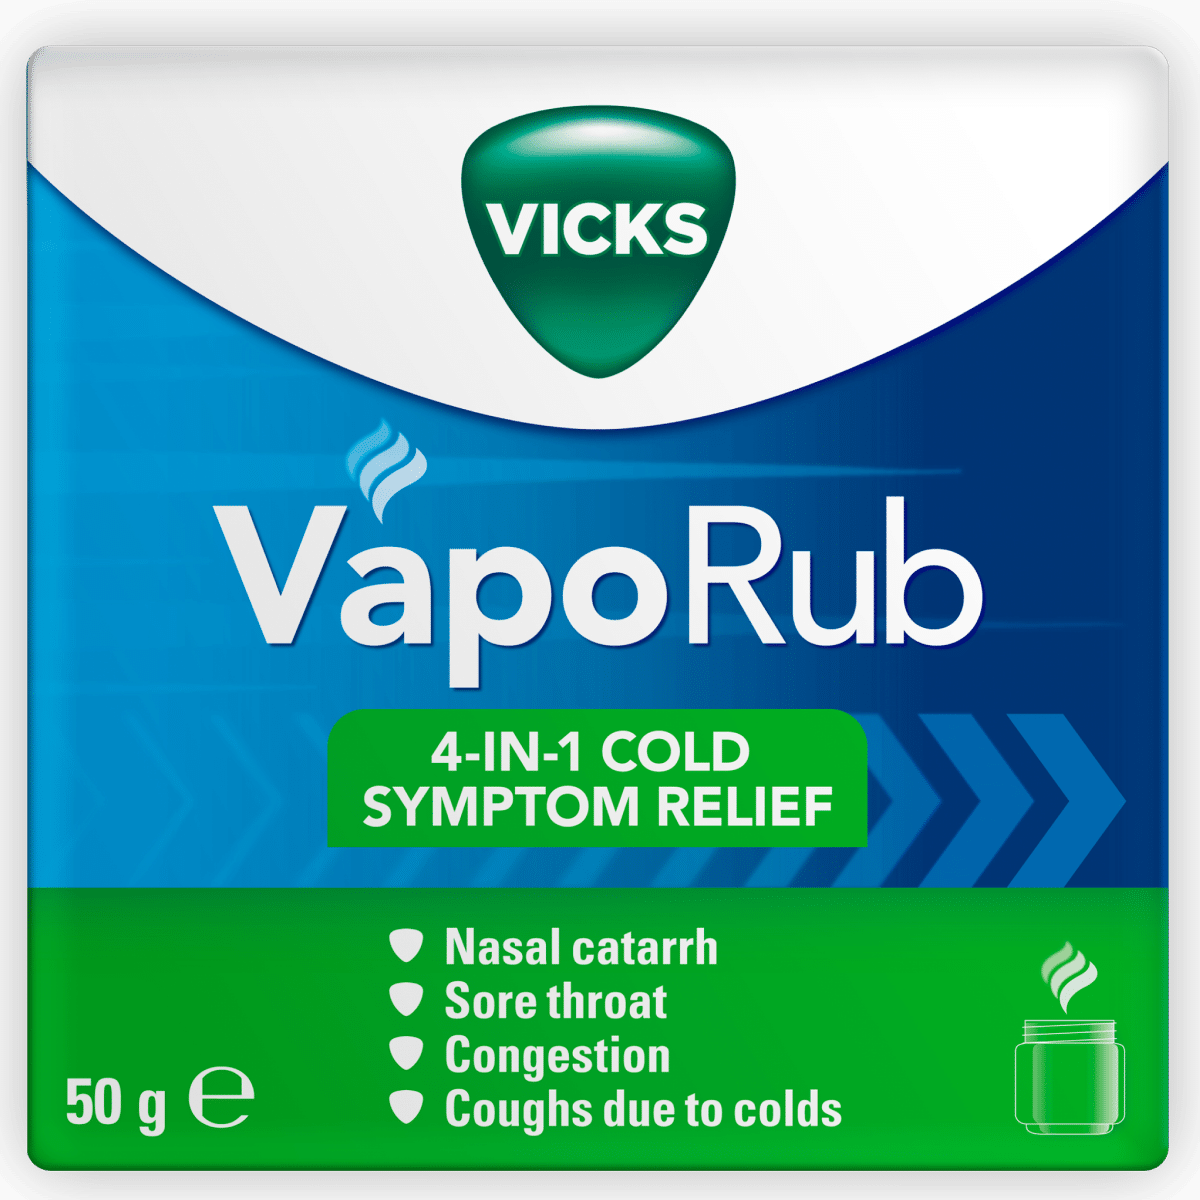 VICKS
VapoRub
4-IN-1 COLD
SYMPTOM RELIEF
Nasal catarrh
Sore throat
Congestion
Coughs due to colds
50 g ℮